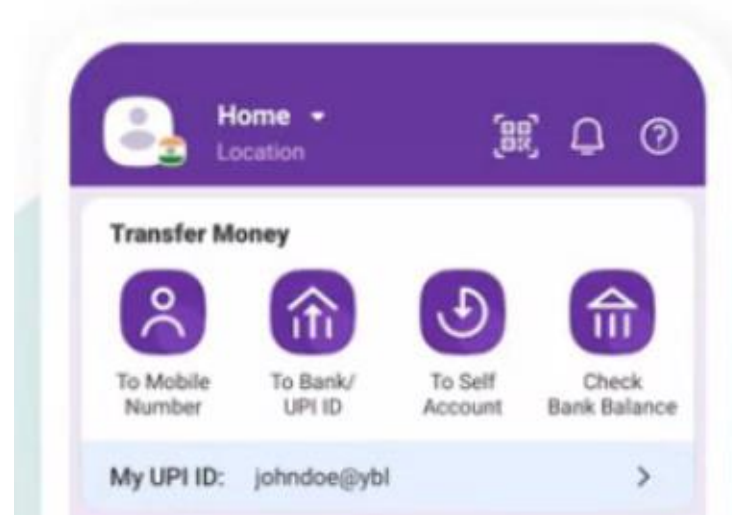 Home
Location
Transfer Money
To Mobile Number
To Bank/ UPI ID
To Self Account
Check Bank Balance
My UPI ID: johndoe@ybl